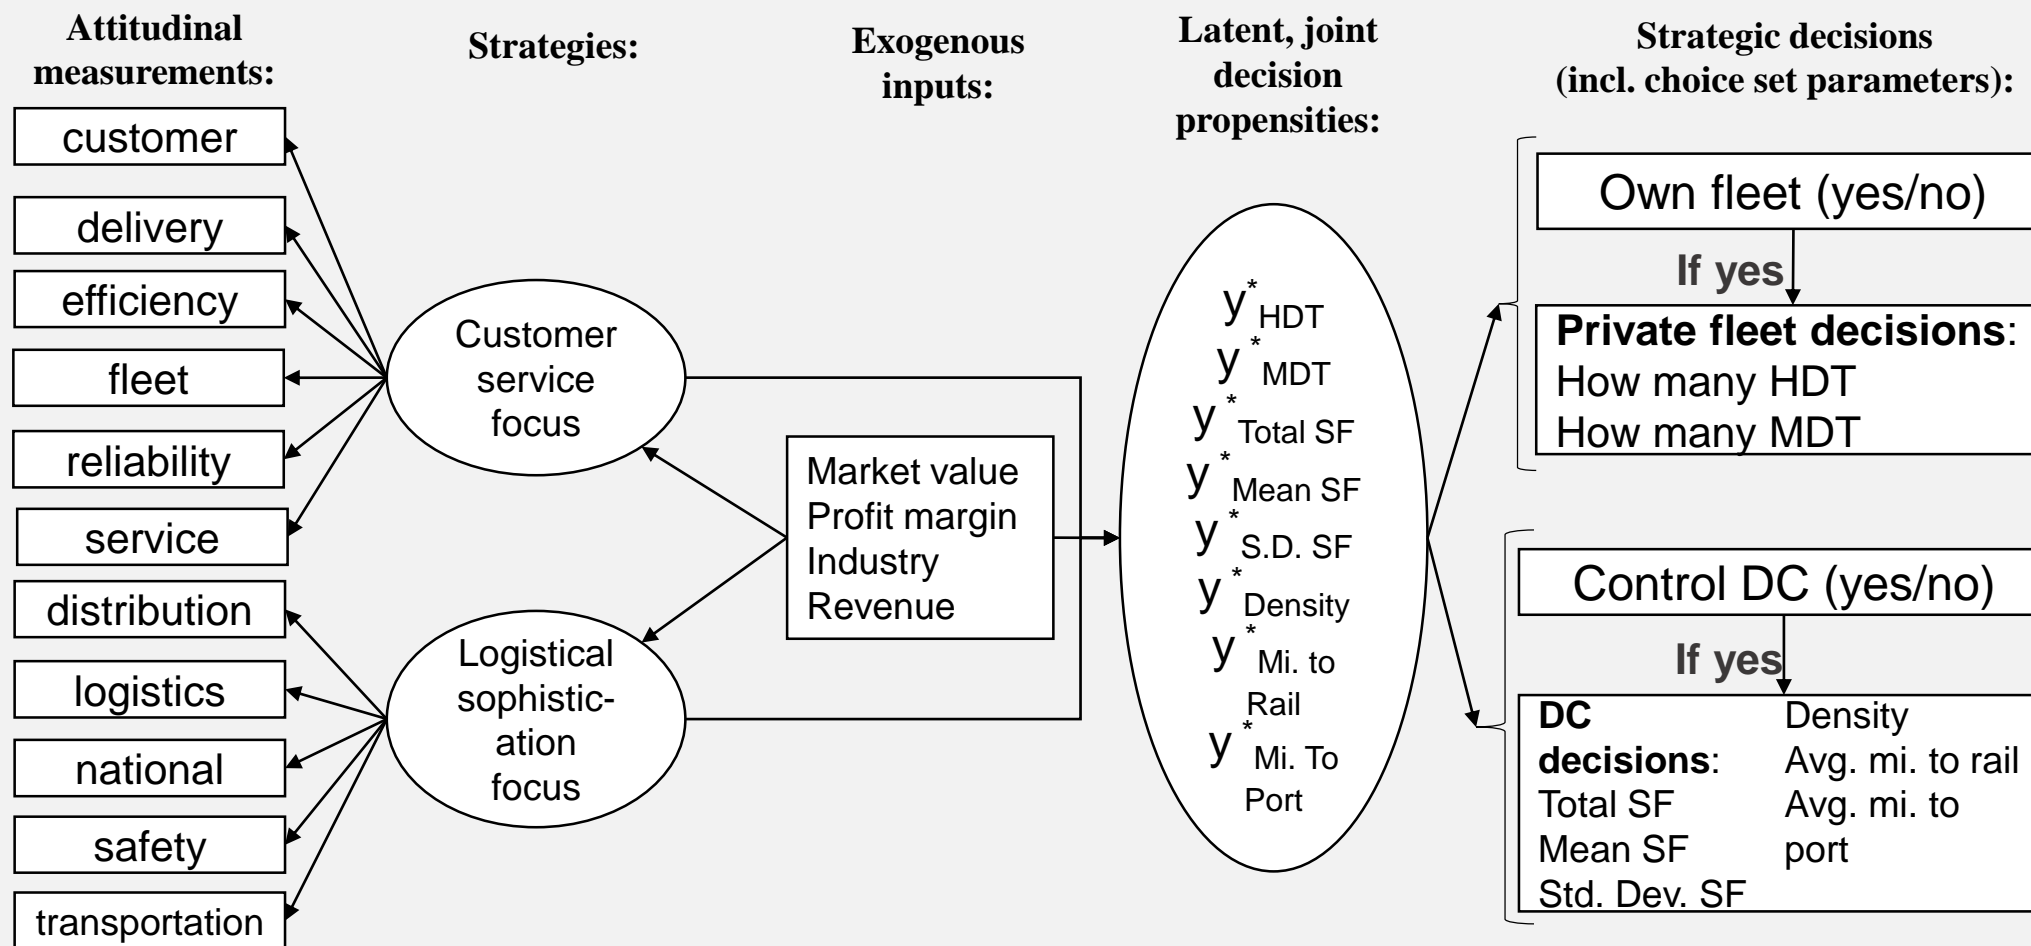 Attitudinal
measurements:
Strategies:
Exogenous
inputs:
Latent, joint
decision
propensities:
Strategic decisions
(incl. choice set parameters):
customer
delivery
efficiency
fleet
reliability
service
distribution
logistics
national
safety
transportation
Customer
service
focus
Logistical
sophistic-
ation
focus
Market value
Profit margin
Industry
Revenue
y*HDT
y*MDT
y*Total SF
y*Mean SF
y*S.D. SF
y*Density
y*Mi. to
Rail
y*Mi. To
Port
Own fleet (yes/no)
If yes
Private fleet decisions:
How many HDT
How many MDT
Control DC (yes/no)
If yes
DC
decisions:
Total SF
Mean SF
Std. Dev. SF
Density
Avg. mi. to rail
Avg. mi. to
port